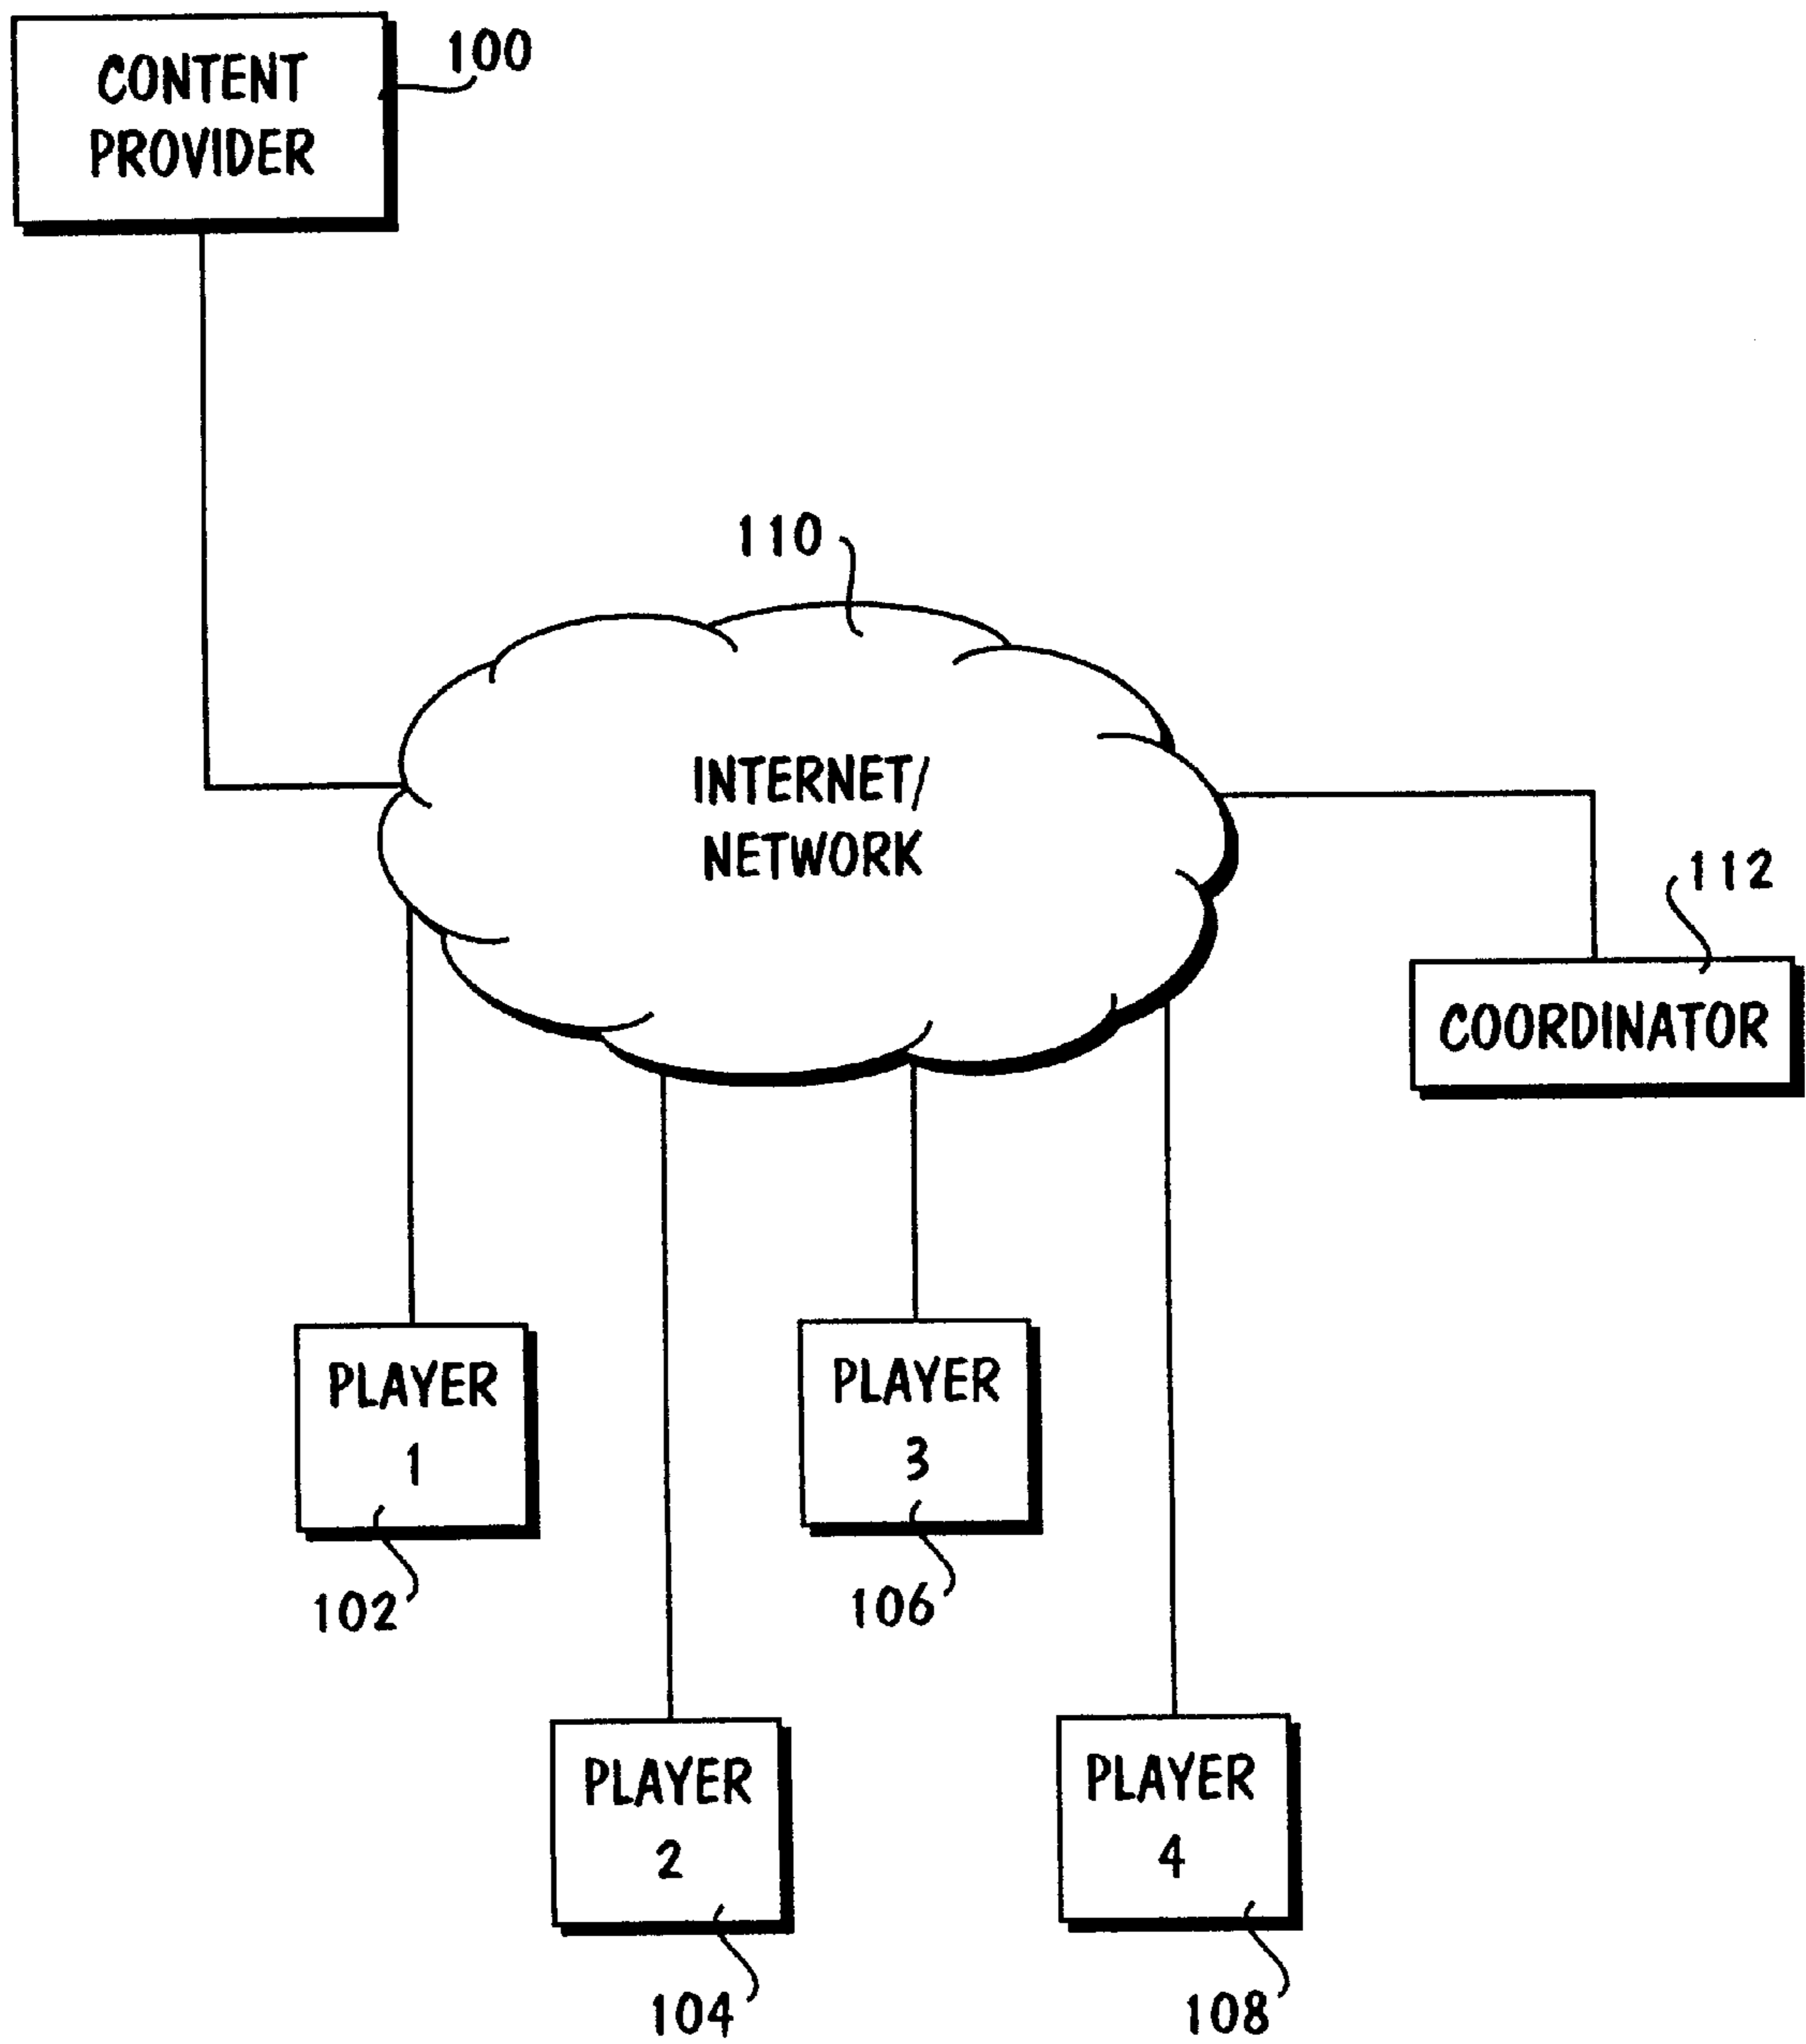 CONTENT
PROVIDER
100
110
INTERNET/
NETWORK
112
COORDINATOR
PLAYER
1
102
PLAYER
3
106
PLAYER
2
104
PLAYER
4
108